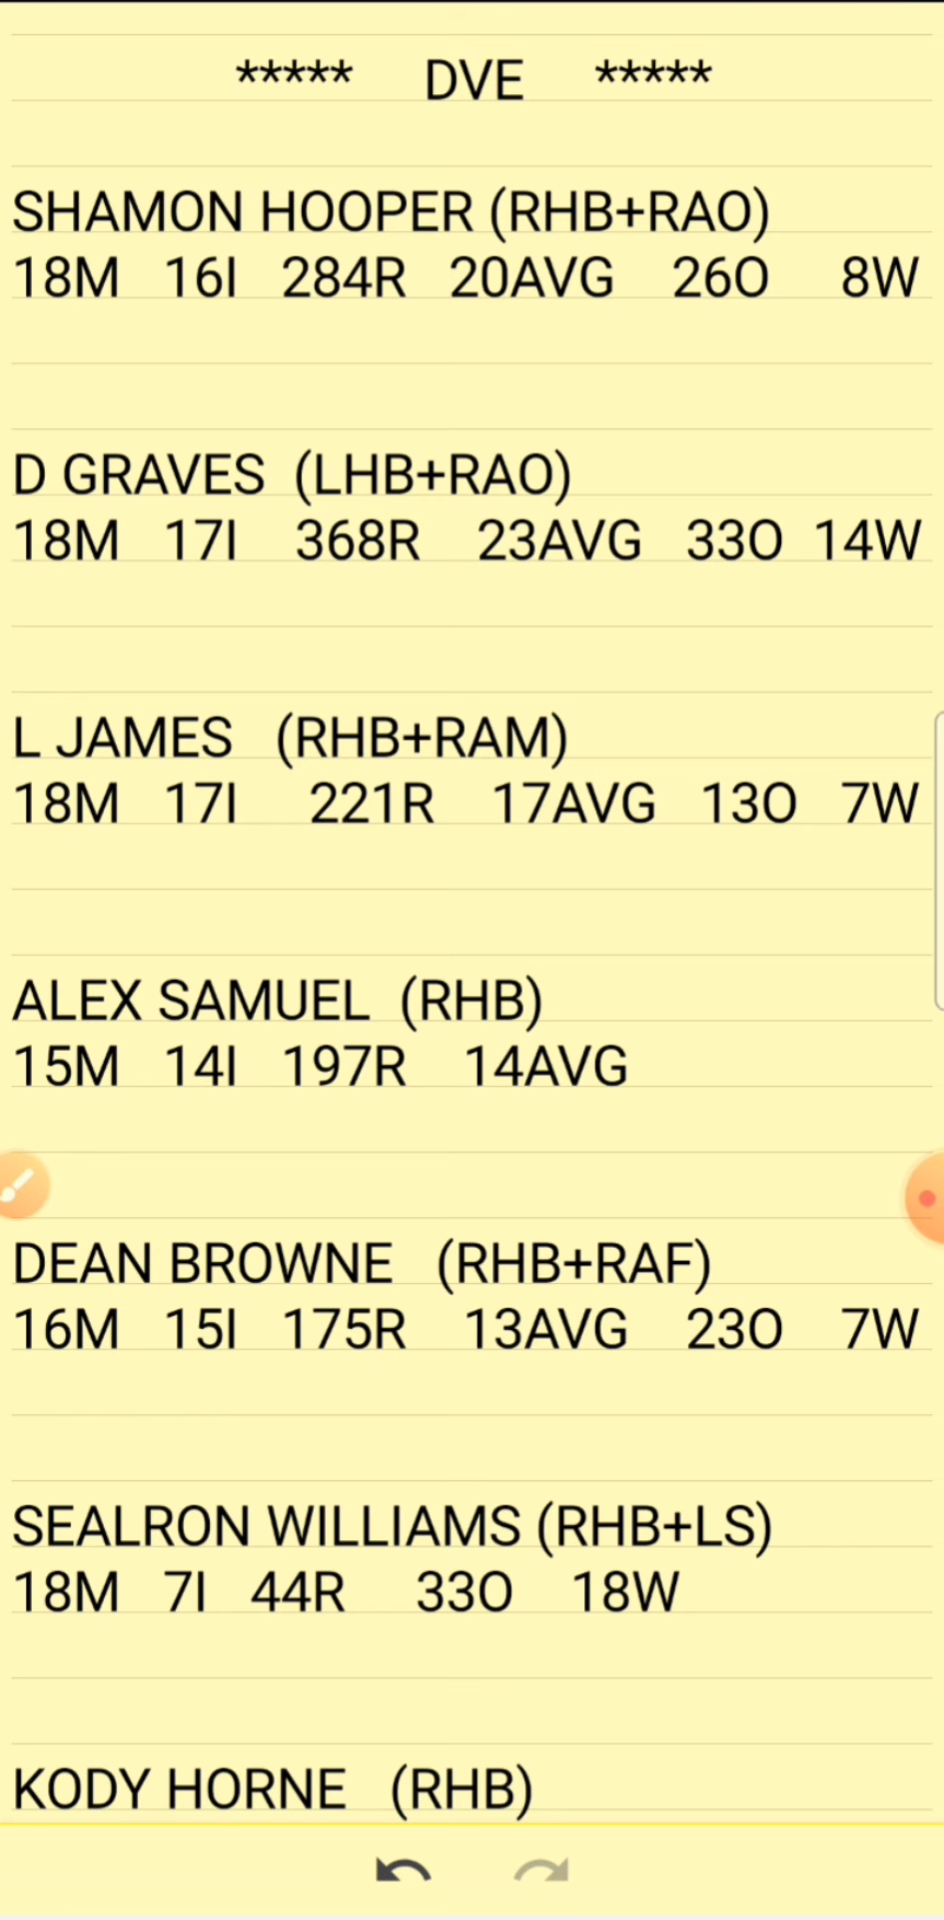 ***** DVE *****
SHAMON HOOPER (RHB+RAO)
18M 16I 284R 20AVG 26O 8W
D GRAVES (LHB+RAO)
18M 17I 368R 23AVG 33O 14W
L JAMES (RHB+RAM)
18M 17I 221R 17AVG 13O 7W
ALEX SAMUEL (RHB)
15M 14I 197R 14AVG
DEAN BROWNE (RHB+RAF)
16M 15I 175R 13AVG 23O 7W
SEALRON WILLIAMS (RHB+LS)
18M 7I 44R 33O 18W
KODY HORNE (RHB)